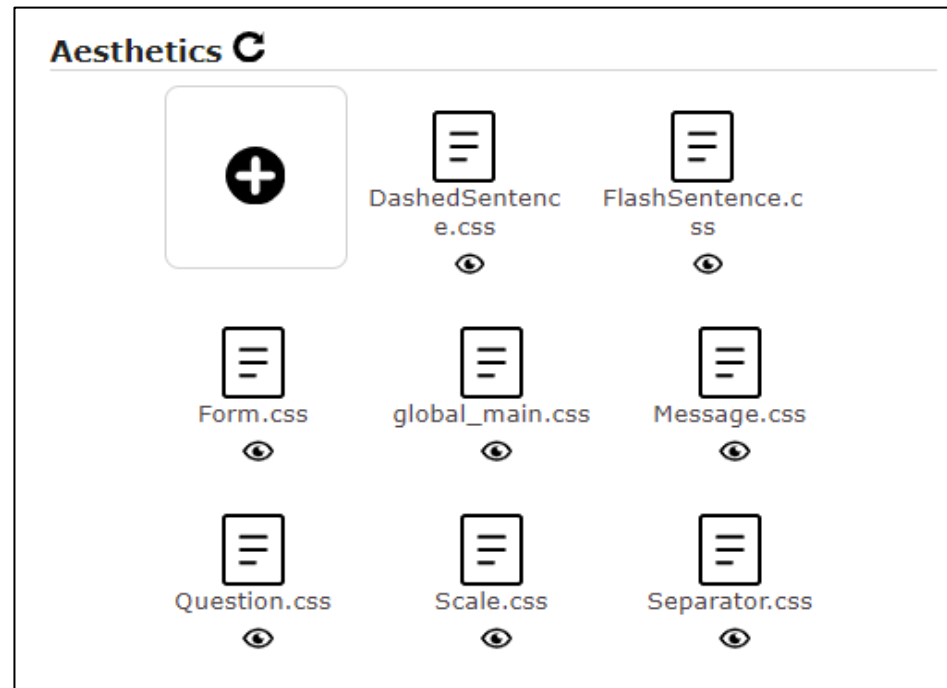 Aesthetics
DashedSentenc
e.css
FlashSentence.c
ss
Form.css
global_main.css
Message.css
Question.css
Scale.css
Separator.css